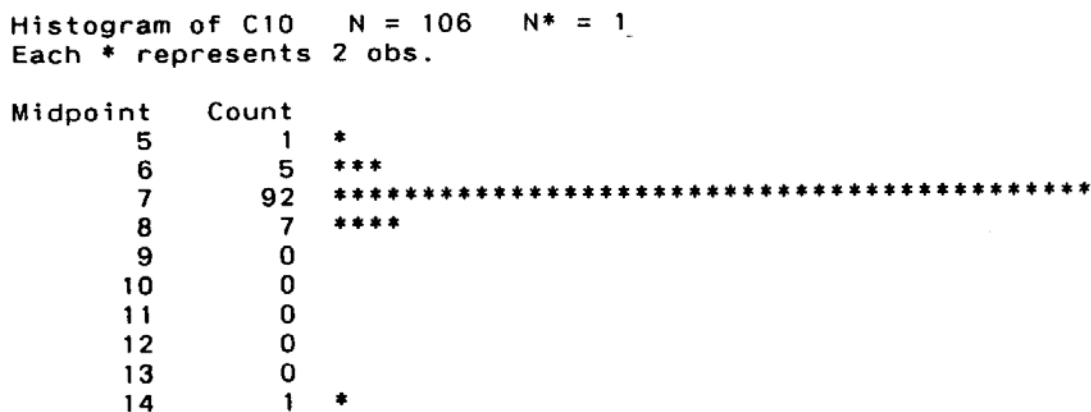 Histogram of C10   N = 106   N* = 1
Each * represents 2 obs.
Midpoint   Count
5   1   *
6   5   ***
7   92   **********************************************
8   7   ****
9   0
10   0
11   0
12   0
13   0
14   1   *